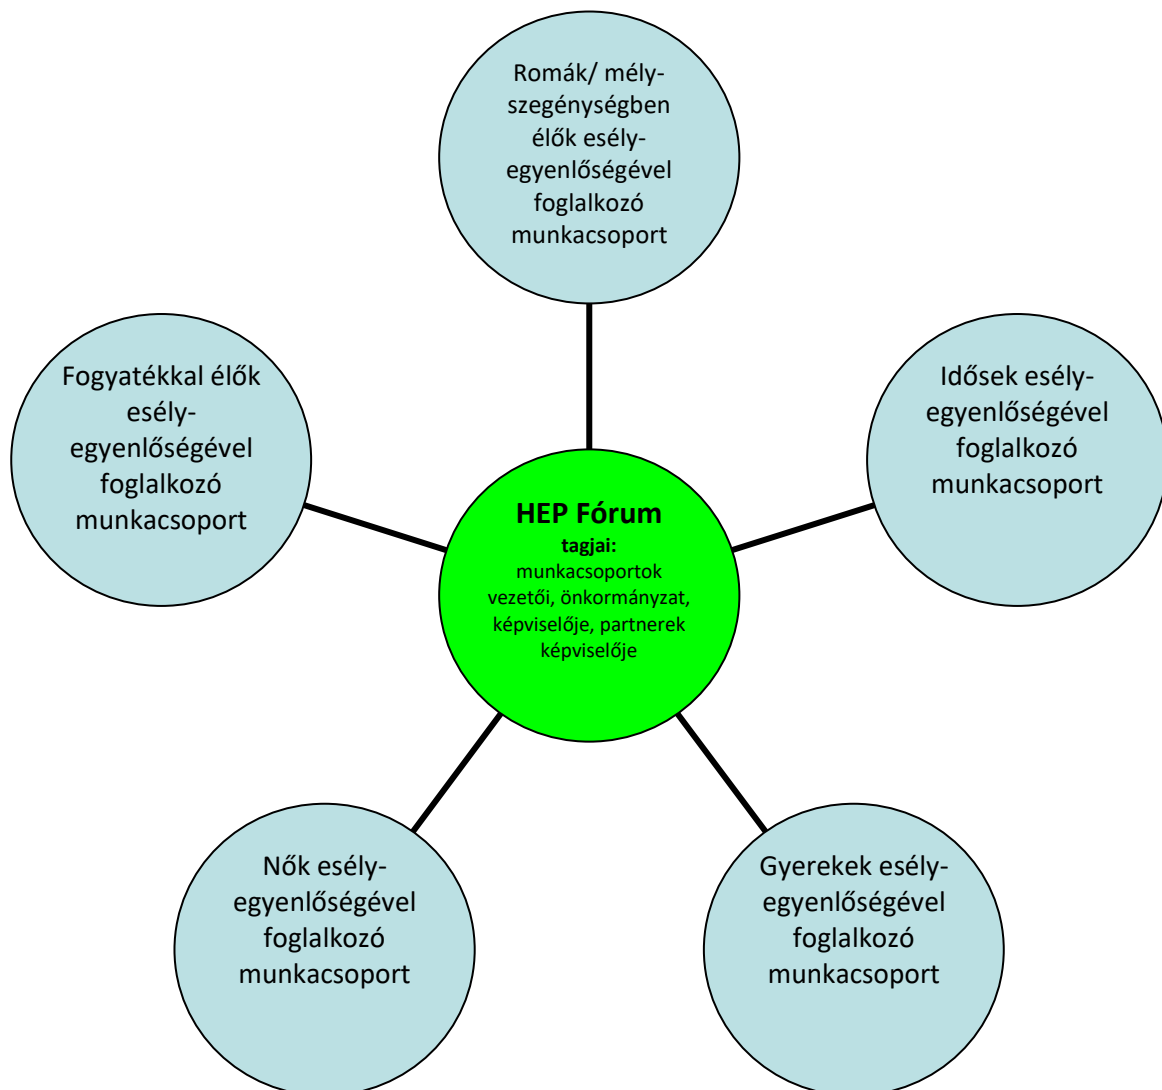 Romák/ mély-
szegénységben
élők esély-
egyenlőségével
foglalkozó
munkacsoport
Fogyatékkal élők
esély-
egyenlőségével
foglalkozó
munkacsoport
Idősek esély-
egyenlőségével
foglalkozó
munkacsoport
HEP Fórum
tagjai:
munkacsoportok
vezetői, önkormányzat,
képviselője, partnerek
képviselője
Nők esély-
egyenlőségével
foglalkozó
munkacsoport
Gyerekek esély-
egyenlőségével
foglalkozó
munkacsoport